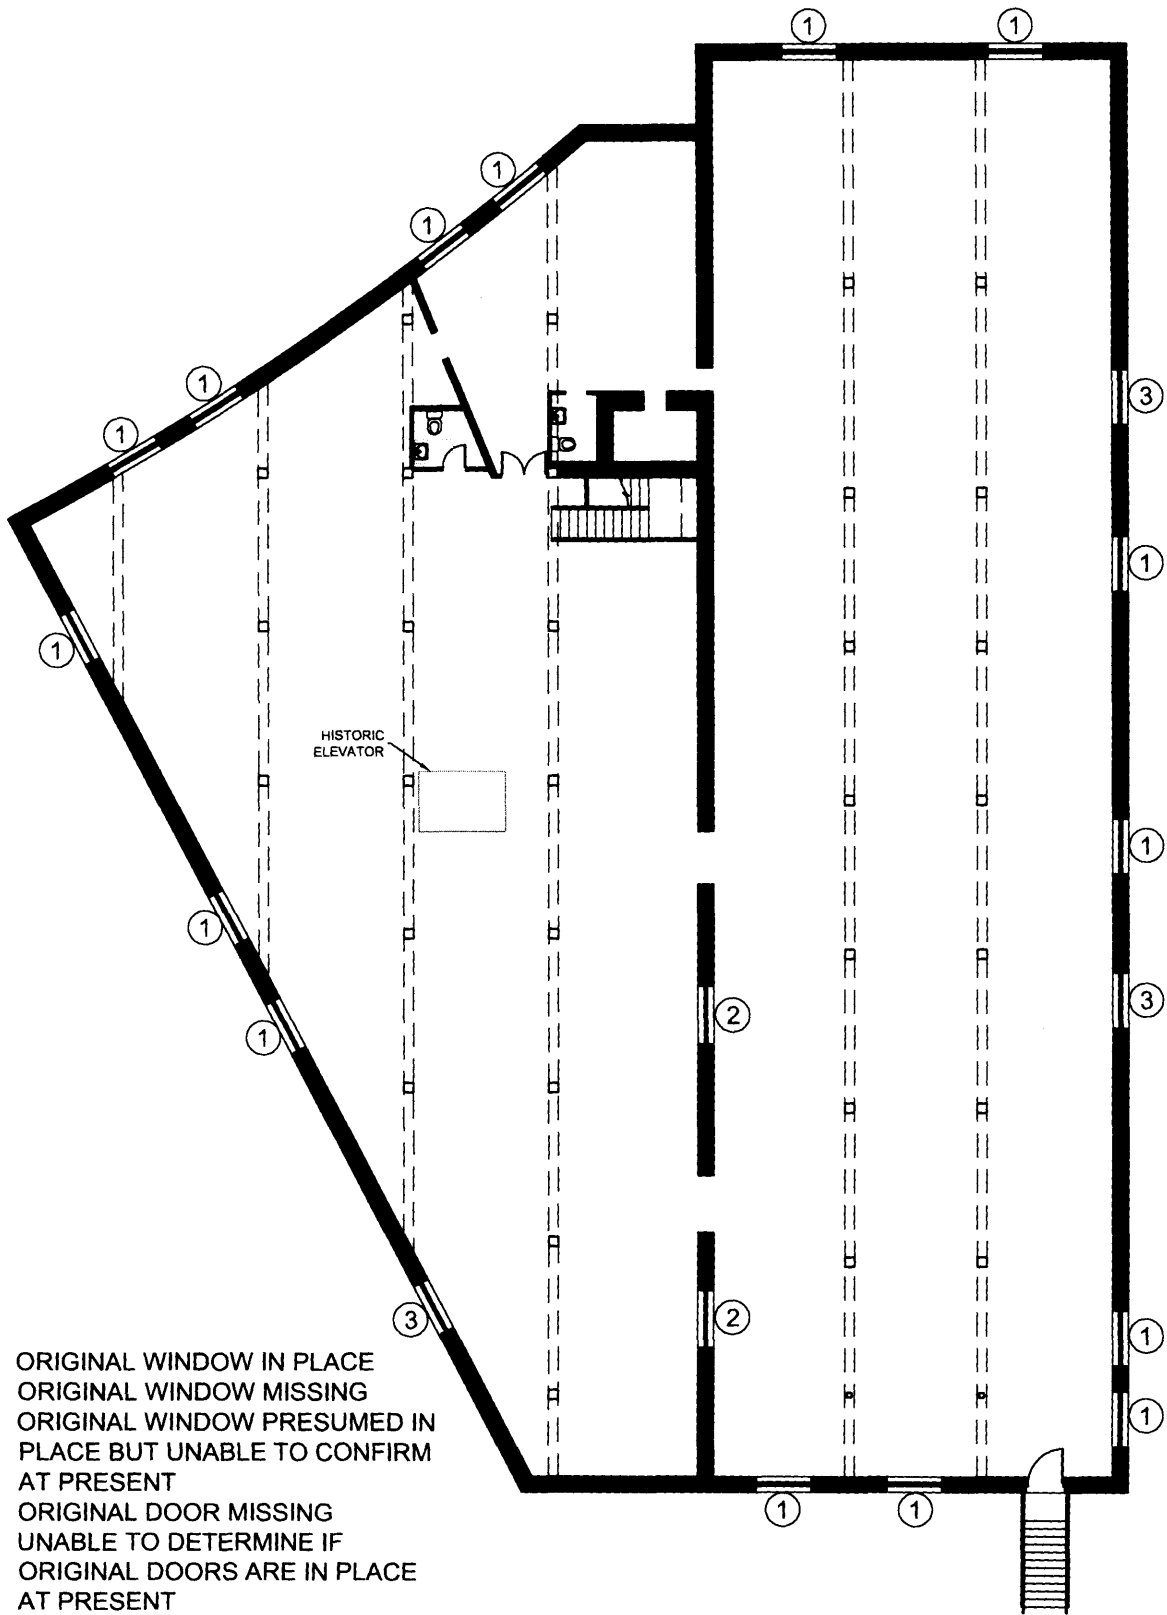 1
1
1
1
3
1
1
1
1
HISTORIC
ELEVATOR
1
1
3
1
2
3
2
1
1
1
1
ORIGINAL WINDOW IN PLACE
ORIGINAL WINDOW MISSING
ORIGINAL WINDOW PRESUMED IN
PLACE BUT UNABLE TO CONFIRM
AT PRESENT
ORIGINAL DOOR MISSING
UNABLE TO DETERMINE IF
ORIGINAL DOORS ARE IN PLACE
AT PRESENT